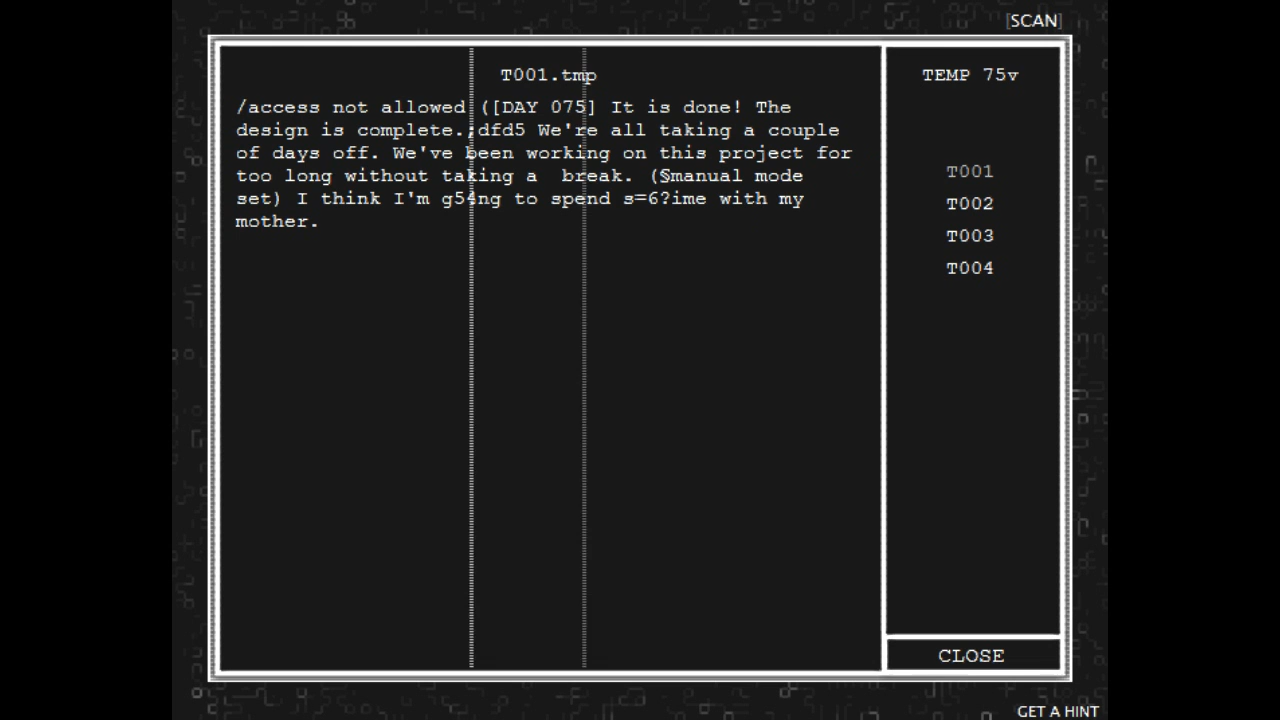 [SCAN]
T001.tmp
/access not allowed ([DAY 075] It is done! The
design is complete.;dfd5 We're all taking a couple
of days off. We've been working on this project for
too long without taking a  break. (§manual mode
set) I think I'm g54ng to spend s=6?ime with my
mother.
TEMP 75v
T001
T002
T003
T004
CLOSE
GET A HINT